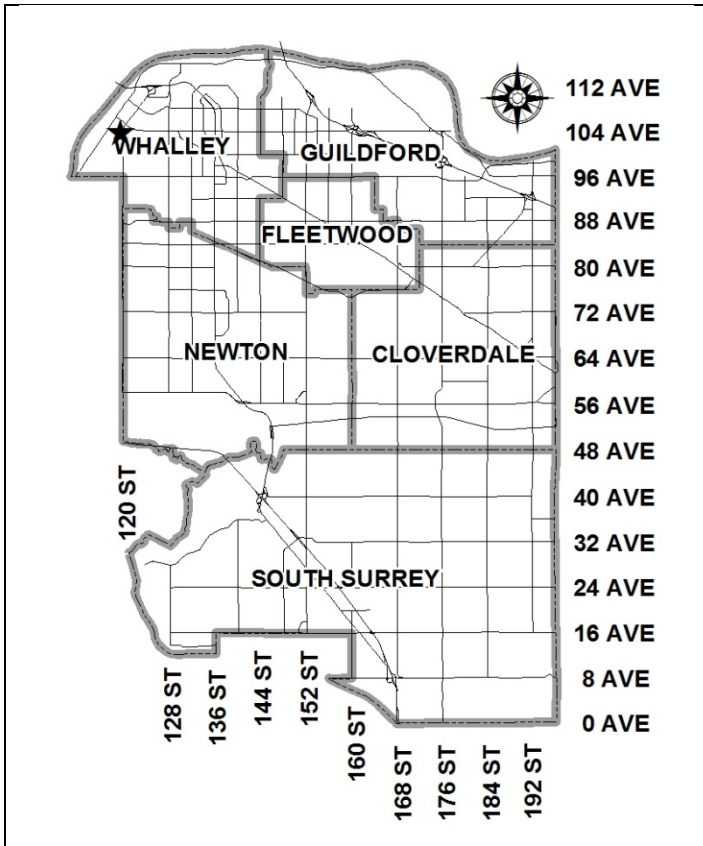 112 AVE
104 AVE
WHALLEY
GUILDFORD
96 AVE
88 AVE
FLEETWOOD
80 AVE
72 AVE
NEWTON
CLOVERDALE
64 AVE
56 AVE
48 AVE
120 ST
40 AVE
32 AVE
SOUTH SURREY
24 AVE
16 AVE
8 AVE
0 AVE
128 ST
136 ST
144 ST
152 ST
160 ST
168 ST
176 ST
184 ST
192 ST